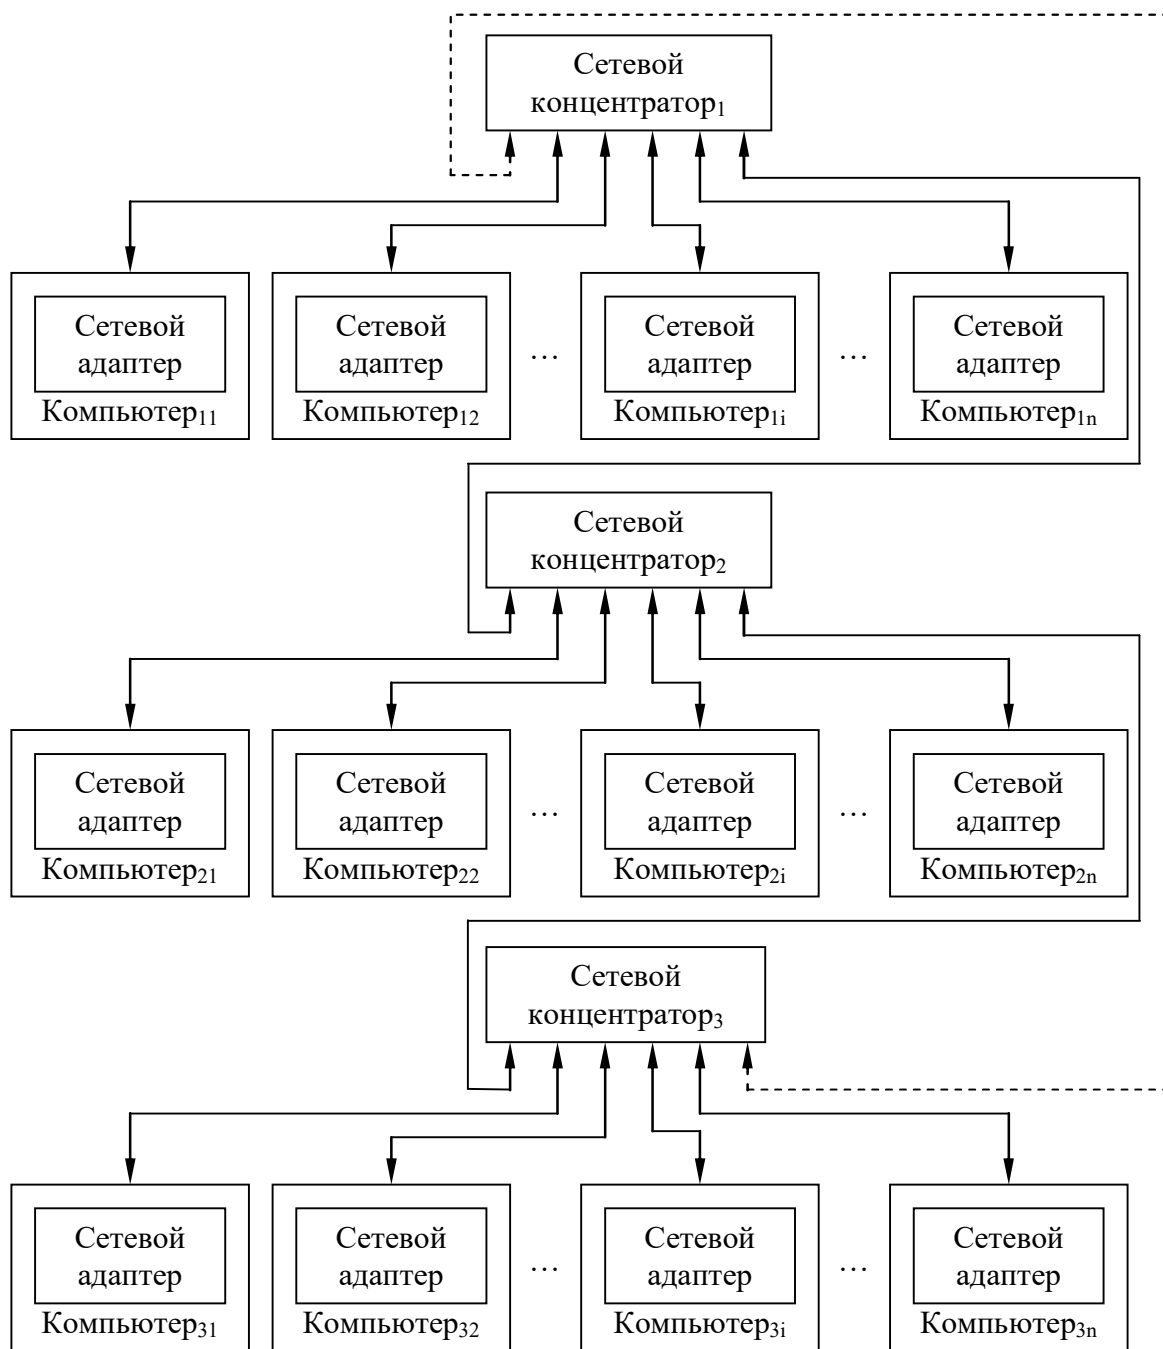 Сетевой
концентратор₁
Сетевой
адаптер
Компьютер₁₁
Сетевой
адаптер
Компьютер₁₂
...
Сетевой
адаптер
Компьютер₁ᵢ
...
Сетевой
адаптер
Компьютер₁ₙ
Сетевой
концентратор₂
Сетевой
адаптер
Компьютер₂₁
Сетевой
адаптер
Компьютер₂₂
...
Сетевой
адаптер
Компьютер₂ᵢ
...
Сетевой
адаптер
Компьютер₂ₙ
Сетевой
концентратор₃
Сетевой
адаптер
Компьютер₃₁
Сетевой
адаптер
Компьютер₃₂
...
Сетевой
адаптер
Компьютер₃ᵢ
...
Сетевой
адаптер
Компьютер₃ₙ